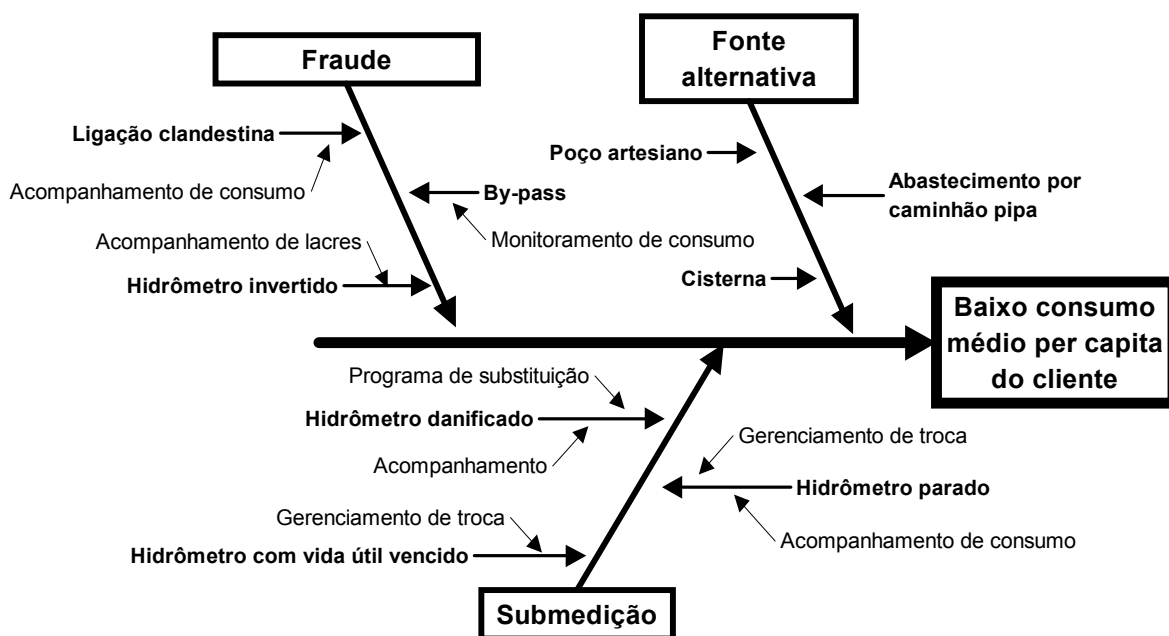 Fraude
Fonte
alternativa
Ligação clandestina
Acompanhamento de consumo
By-pass
Monitoramento de consumo
Acompanhamento de lacres
Hidrômetro invertido
Poço artesiano
Abastecimento por
caminhão pipa
Cisterna
Baixo consumo
médio per capita
do cliente
Programa de substituição
Hidrômetro danificado
Acompanhamento
Gerenciamento de troca
Hidrômetro parado
Acompanhamento de consumo
Gerenciamento de troca
Hidrômetro com vida útil vencido
Submedição